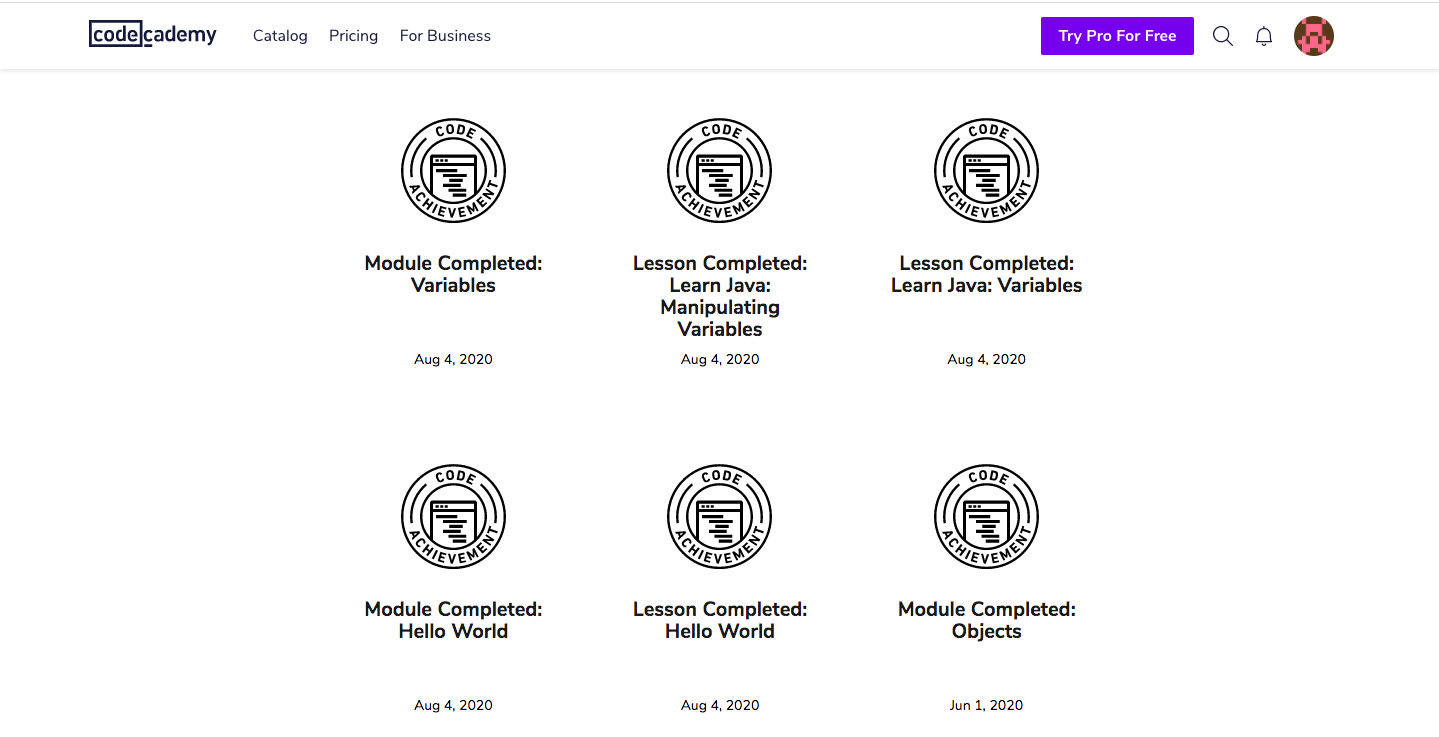 codecademy Catalog Pricing For Business Try Pro For Free
CODE ACHIEVEMENT
Module Completed:
Variables
Aug 4, 2020
CODE ACHIEVEMENT
Lesson Completed:
Learn Java:
Manipulating
Variables
Aug 4, 2020
CODE ACHIEVEMENT
Lesson Completed:
Learn Java: Variables
Aug 4, 2020
CODE ACHIEVEMENT
Module Completed:
Hello World
Aug 4, 2020
CODE ACHIEVEMENT
Lesson Completed:
Hello World
Aug 4, 2020
CODE ACHIEVEMENT
Module Completed:
Objects
Jun 1, 2020